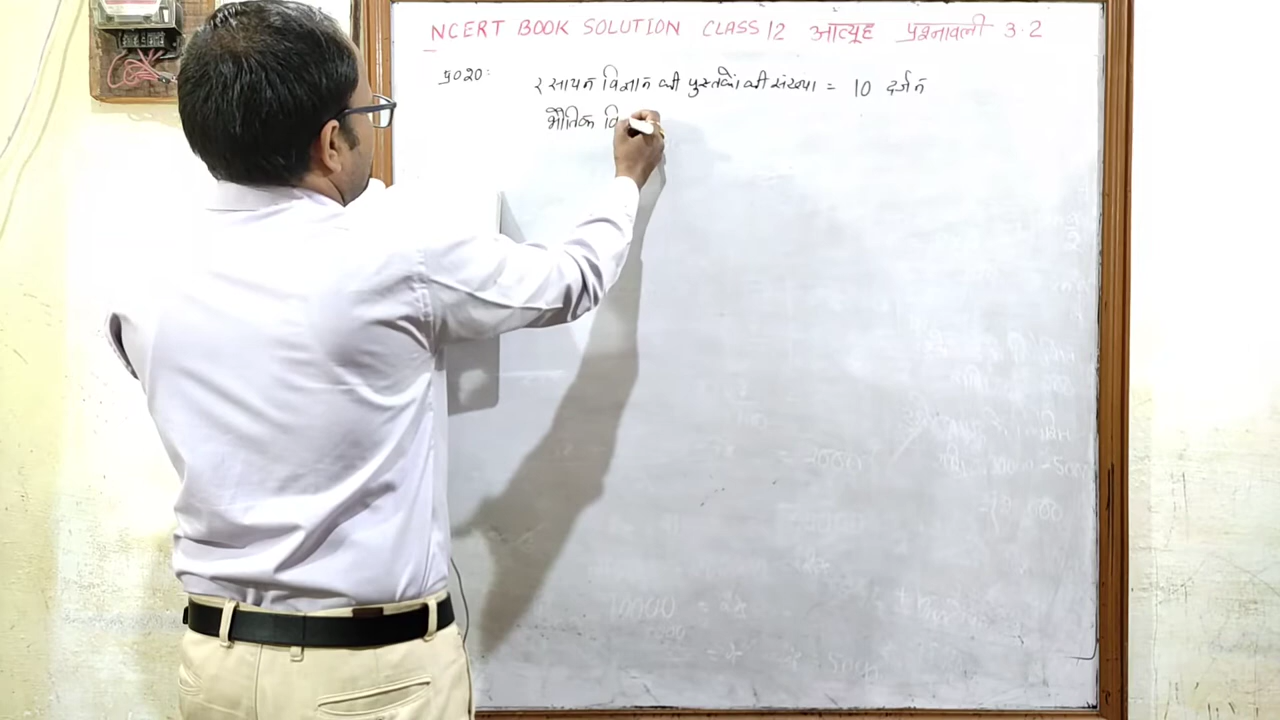 NCERT BOOK SOLUTION CLASS 12 आव्यूह प्रश्नावली 3.2
प्र020: रसायन विज्ञान की पुस्तकों की संख्या = 10 दर्जन
भौतिक वि